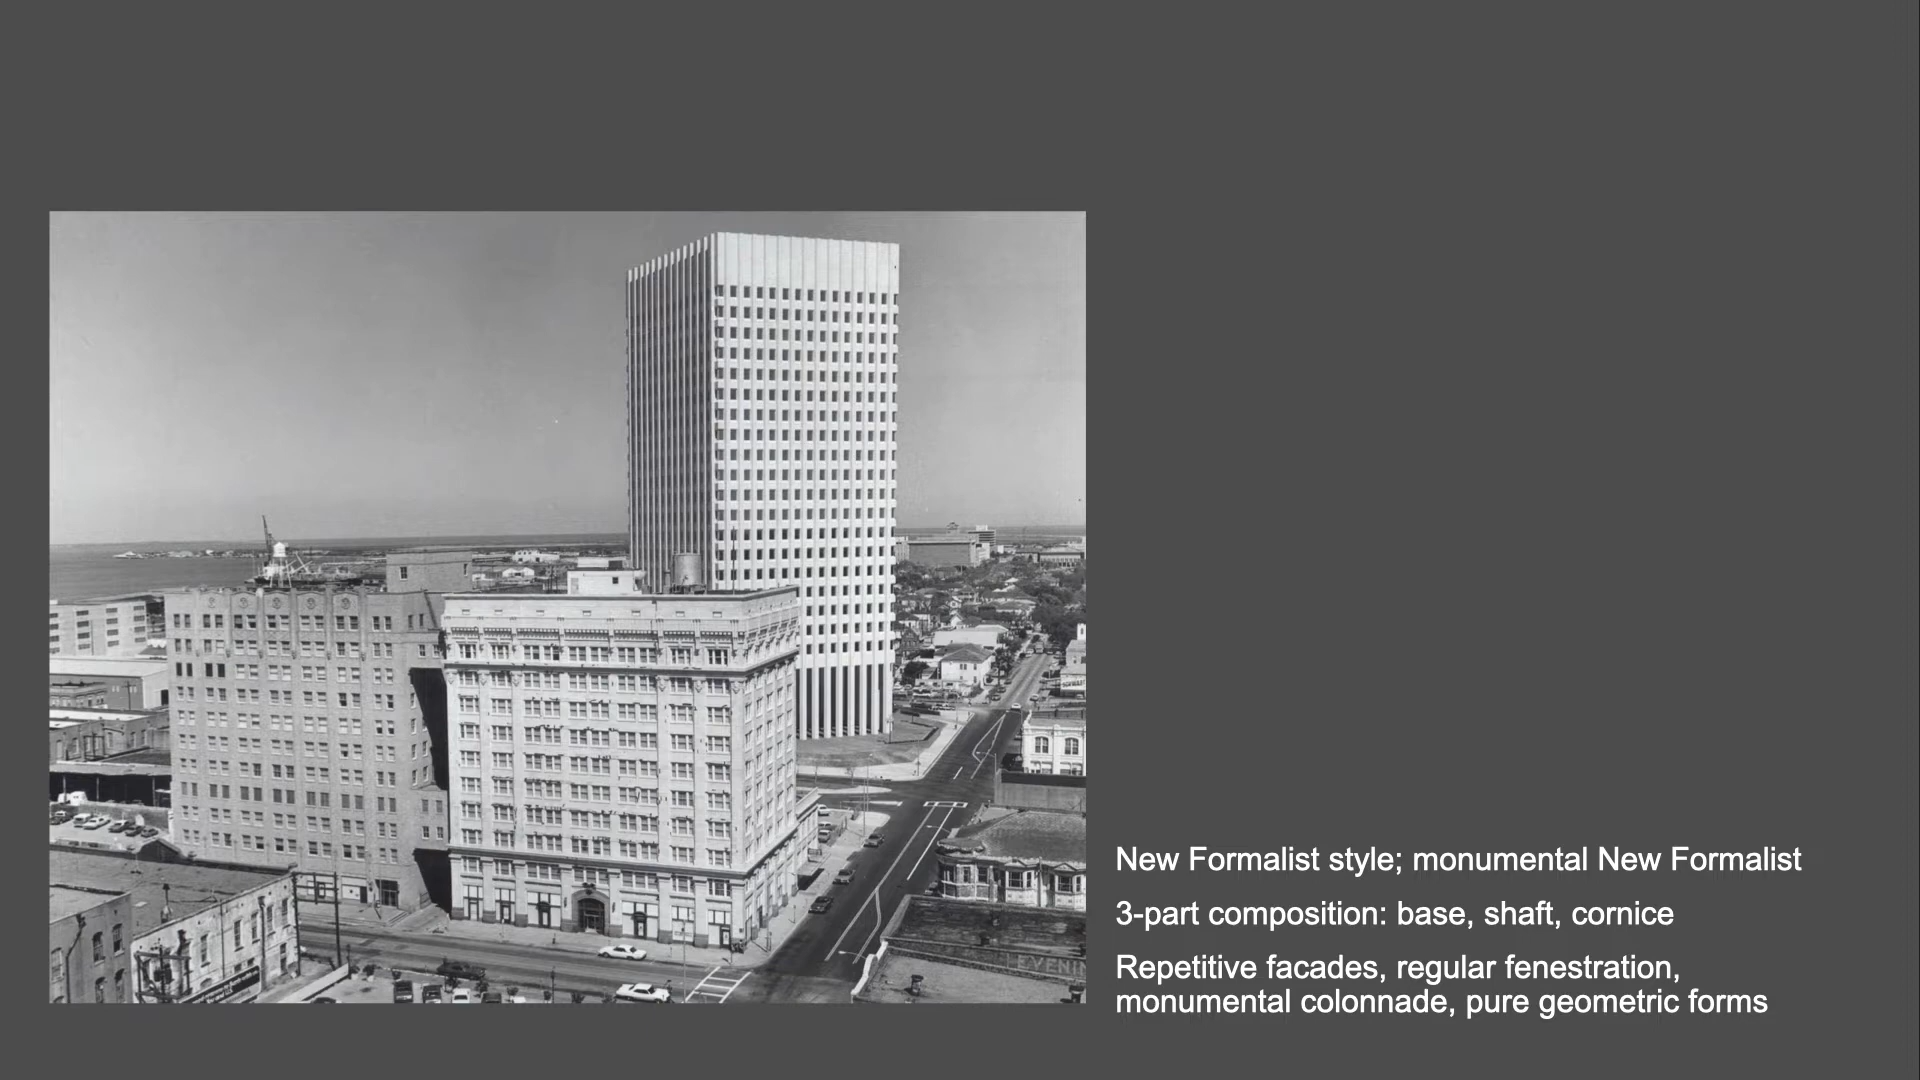 New Formalist style; monumental New Formalist
3-part composition: base, shaft, cornice
Repetitive facades, regular fenestration,
monumental colonnade, pure geometric forms